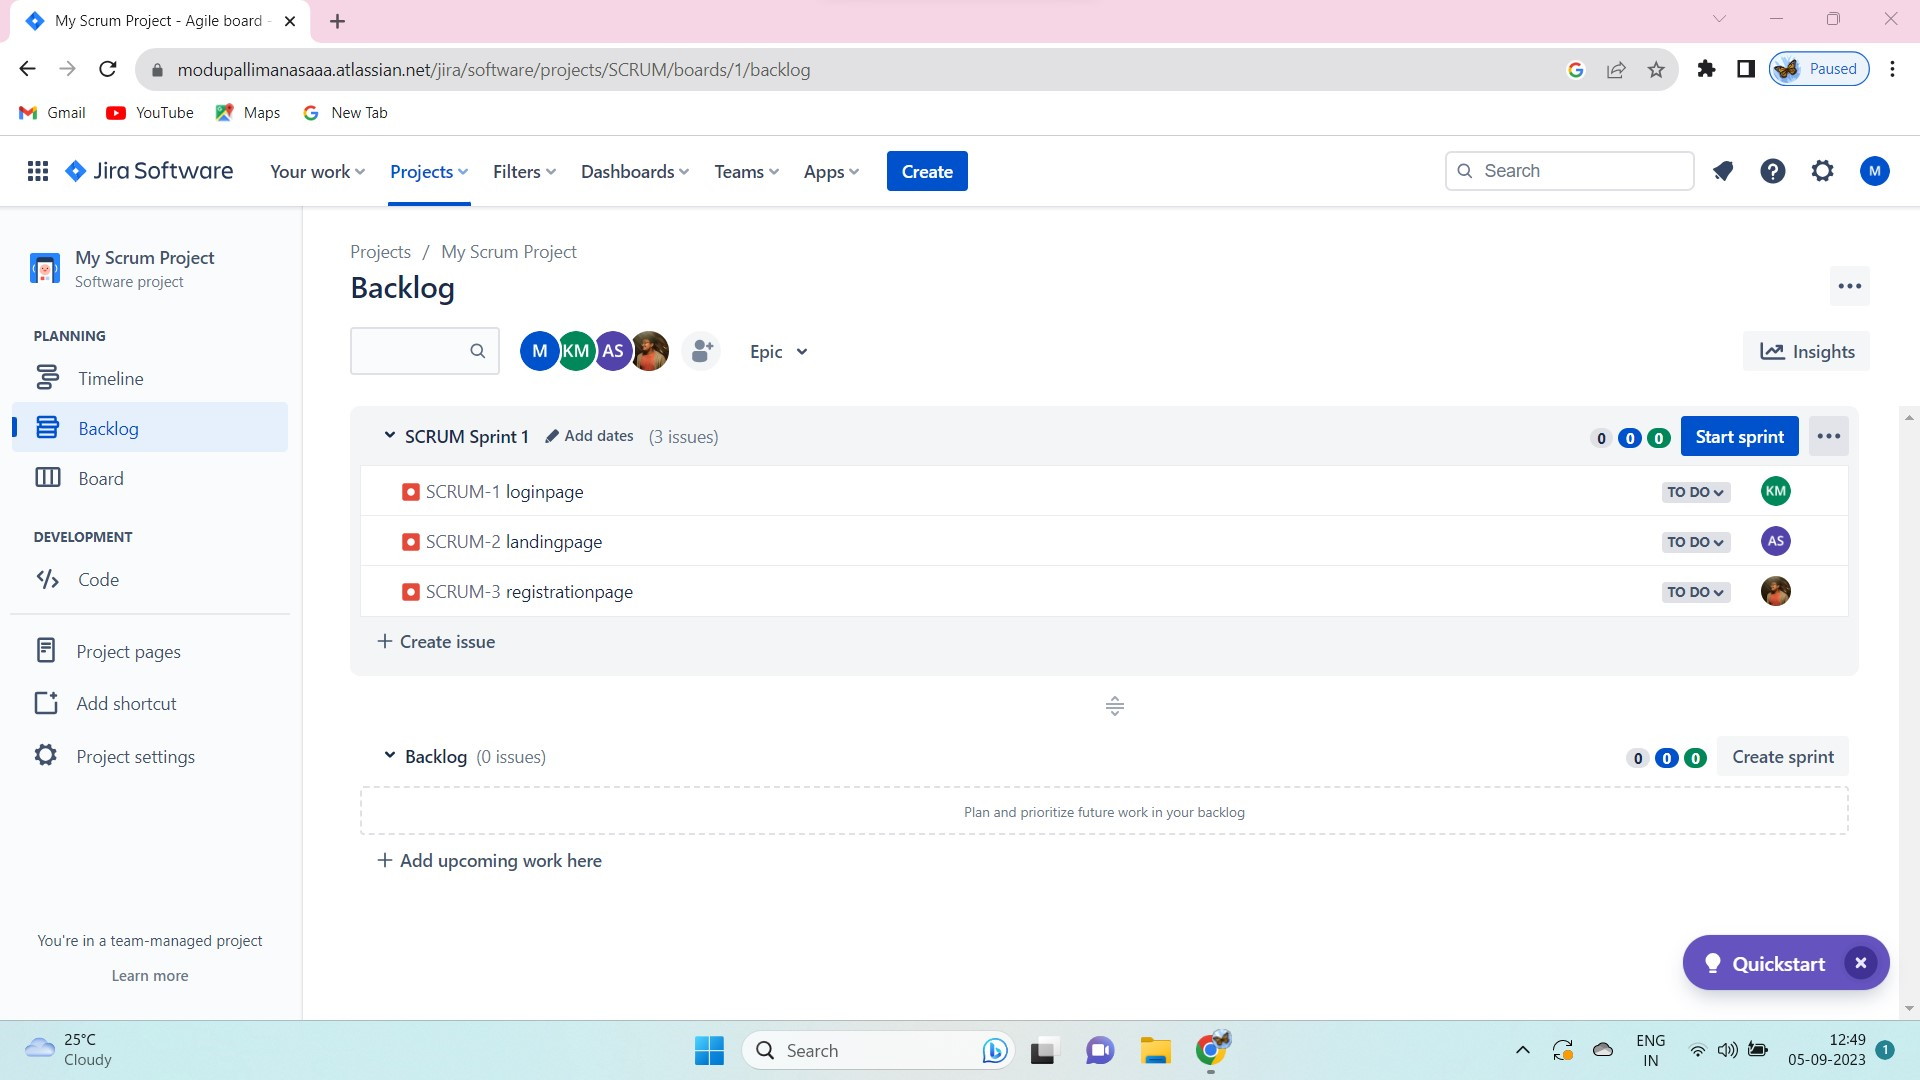 My Scrum Project - Agile board -
modupallimanasaaa.atlassian.net/jira/software/projects/SCRUM/boards/1/backlog
Paused
Gmail
YouTube
Maps
New Tab
Jira Software
Your work
Projects
Filters
Dashboards
Teams
Apps
Create
Search
M
My Scrum Project
Software project
PLANNING
Timeline
Backlog
Board
DEVELOPMENT
Code
Project pages
Add shortcut
Project settings
You're in a team-managed project
Learn more
Projects / My Scrum Project
Backlog
M
KM
AS
Epic
Insights
SCRUM Sprint 1
Add dates
(3 issues)
0 0 0
Start sprint
SCRUM-1 loginpage
TO DO
KM
SCRUM-2 landingpage
TO DO
AS
SCRUM-3 registrationpage
TO DO
+ Create issue
Backlog (0 issues)
0 0 0
Create sprint
Plan and prioritize future work in your backlog
+ Add upcoming work here
Quickstart
25°C
Cloudy
Search
ENG
IN
12:49
05-09-2023
1